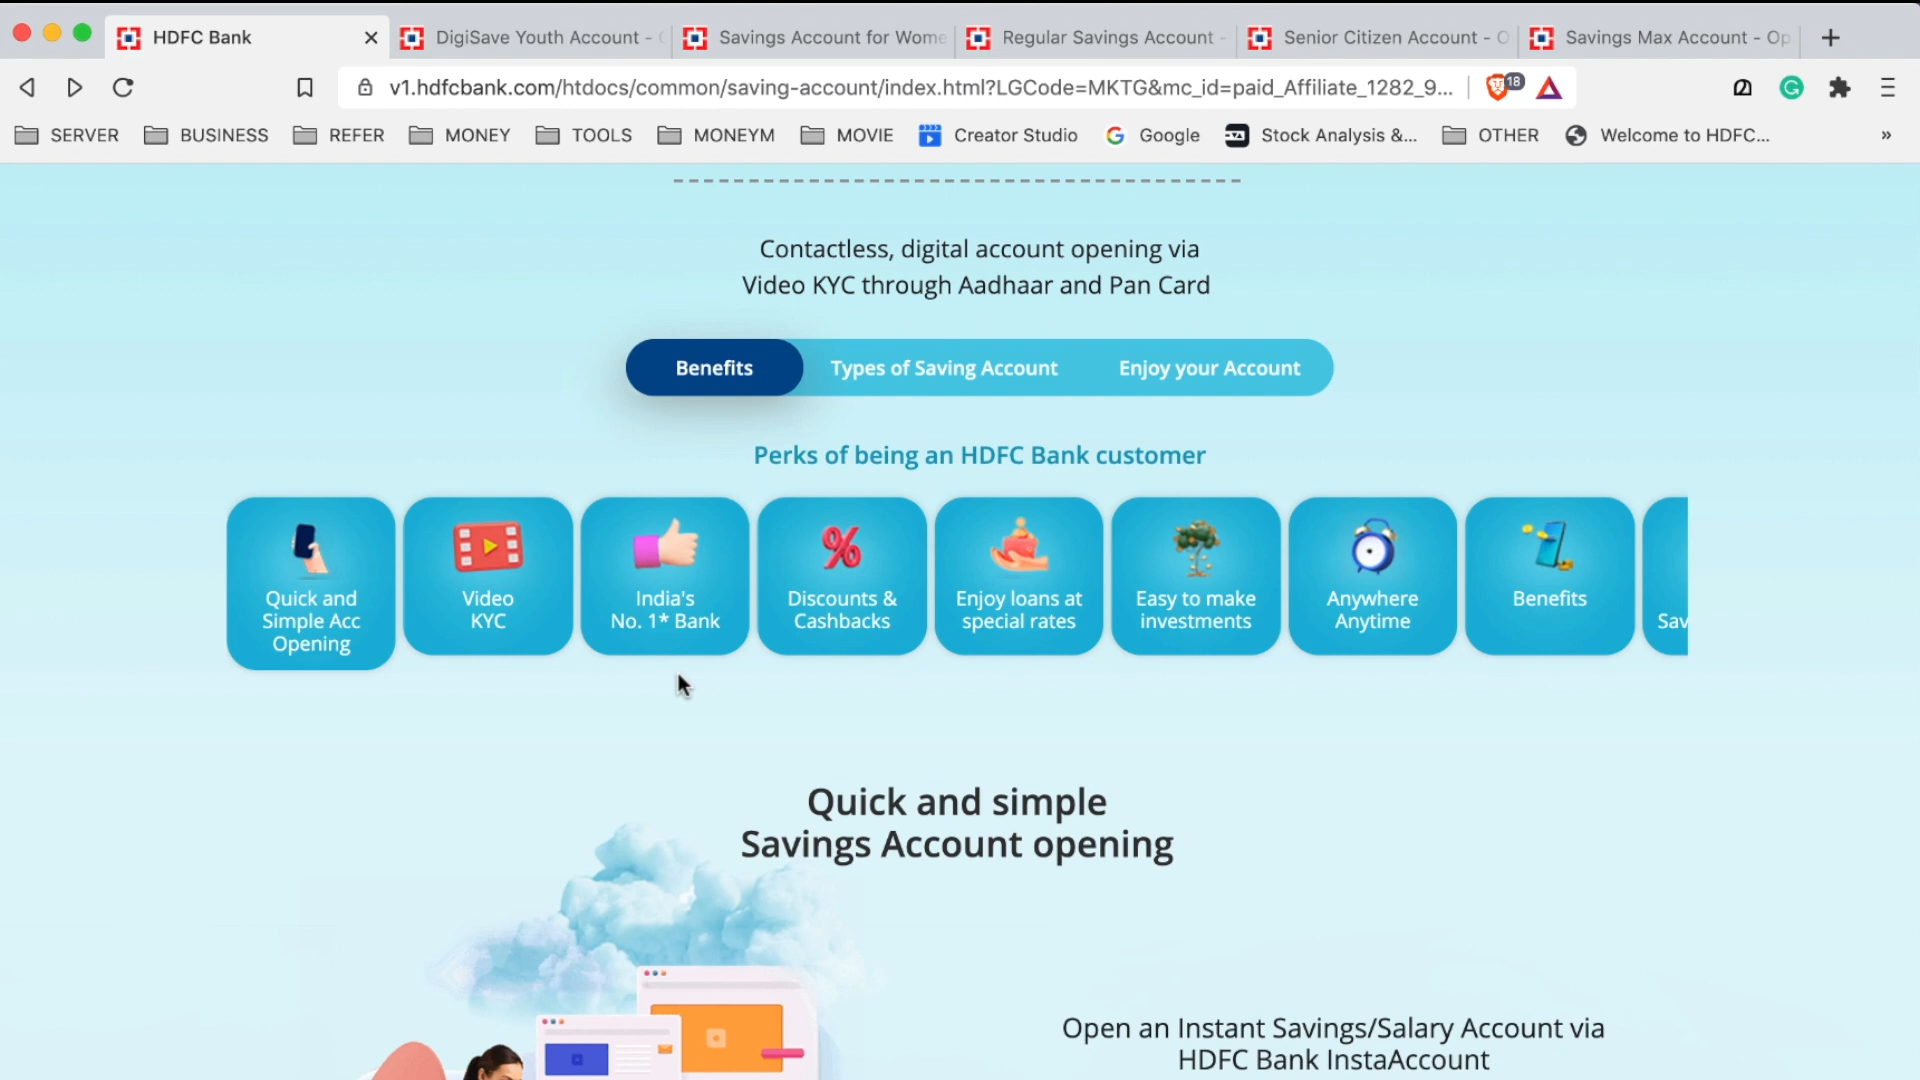 HDFC Bank
DigiSave Youth Account -
Savings Account for Wome
Regular Savings Account -
Senior Citizen Account - O
Savings Max Account - Op
v1.hdfcbank.com/htdocs/common/saving-account/index.html?LGCode=MKTG&mc_id=paid_Affiliate_1282_9...
18
SERVER
BUSINESS
REFER
MONEY
TOOLS
MONEYM
MOVIE
Creator Studio
Google
Stock Analysis &...
OTHER
Welcome to HDFC...
»
Contactless, digital account opening via
Video KYC through Aadhaar and Pan Card
Benefits
Types of Saving Account
Enjoy your Account
Perks of being an HDFC Bank customer
Quick and
Simple Acc
Opening
Video
KYC
India's
No. 1* Bank
Discounts &
Cashbacks
Enjoy loans at
special rates
Easy to make
investments
Anywhere
Anytime
Benefits
Sav
Quick and simple
Savings Account opening
Open an Instant Savings/Salary Account via
HDFC Bank InstaAccount